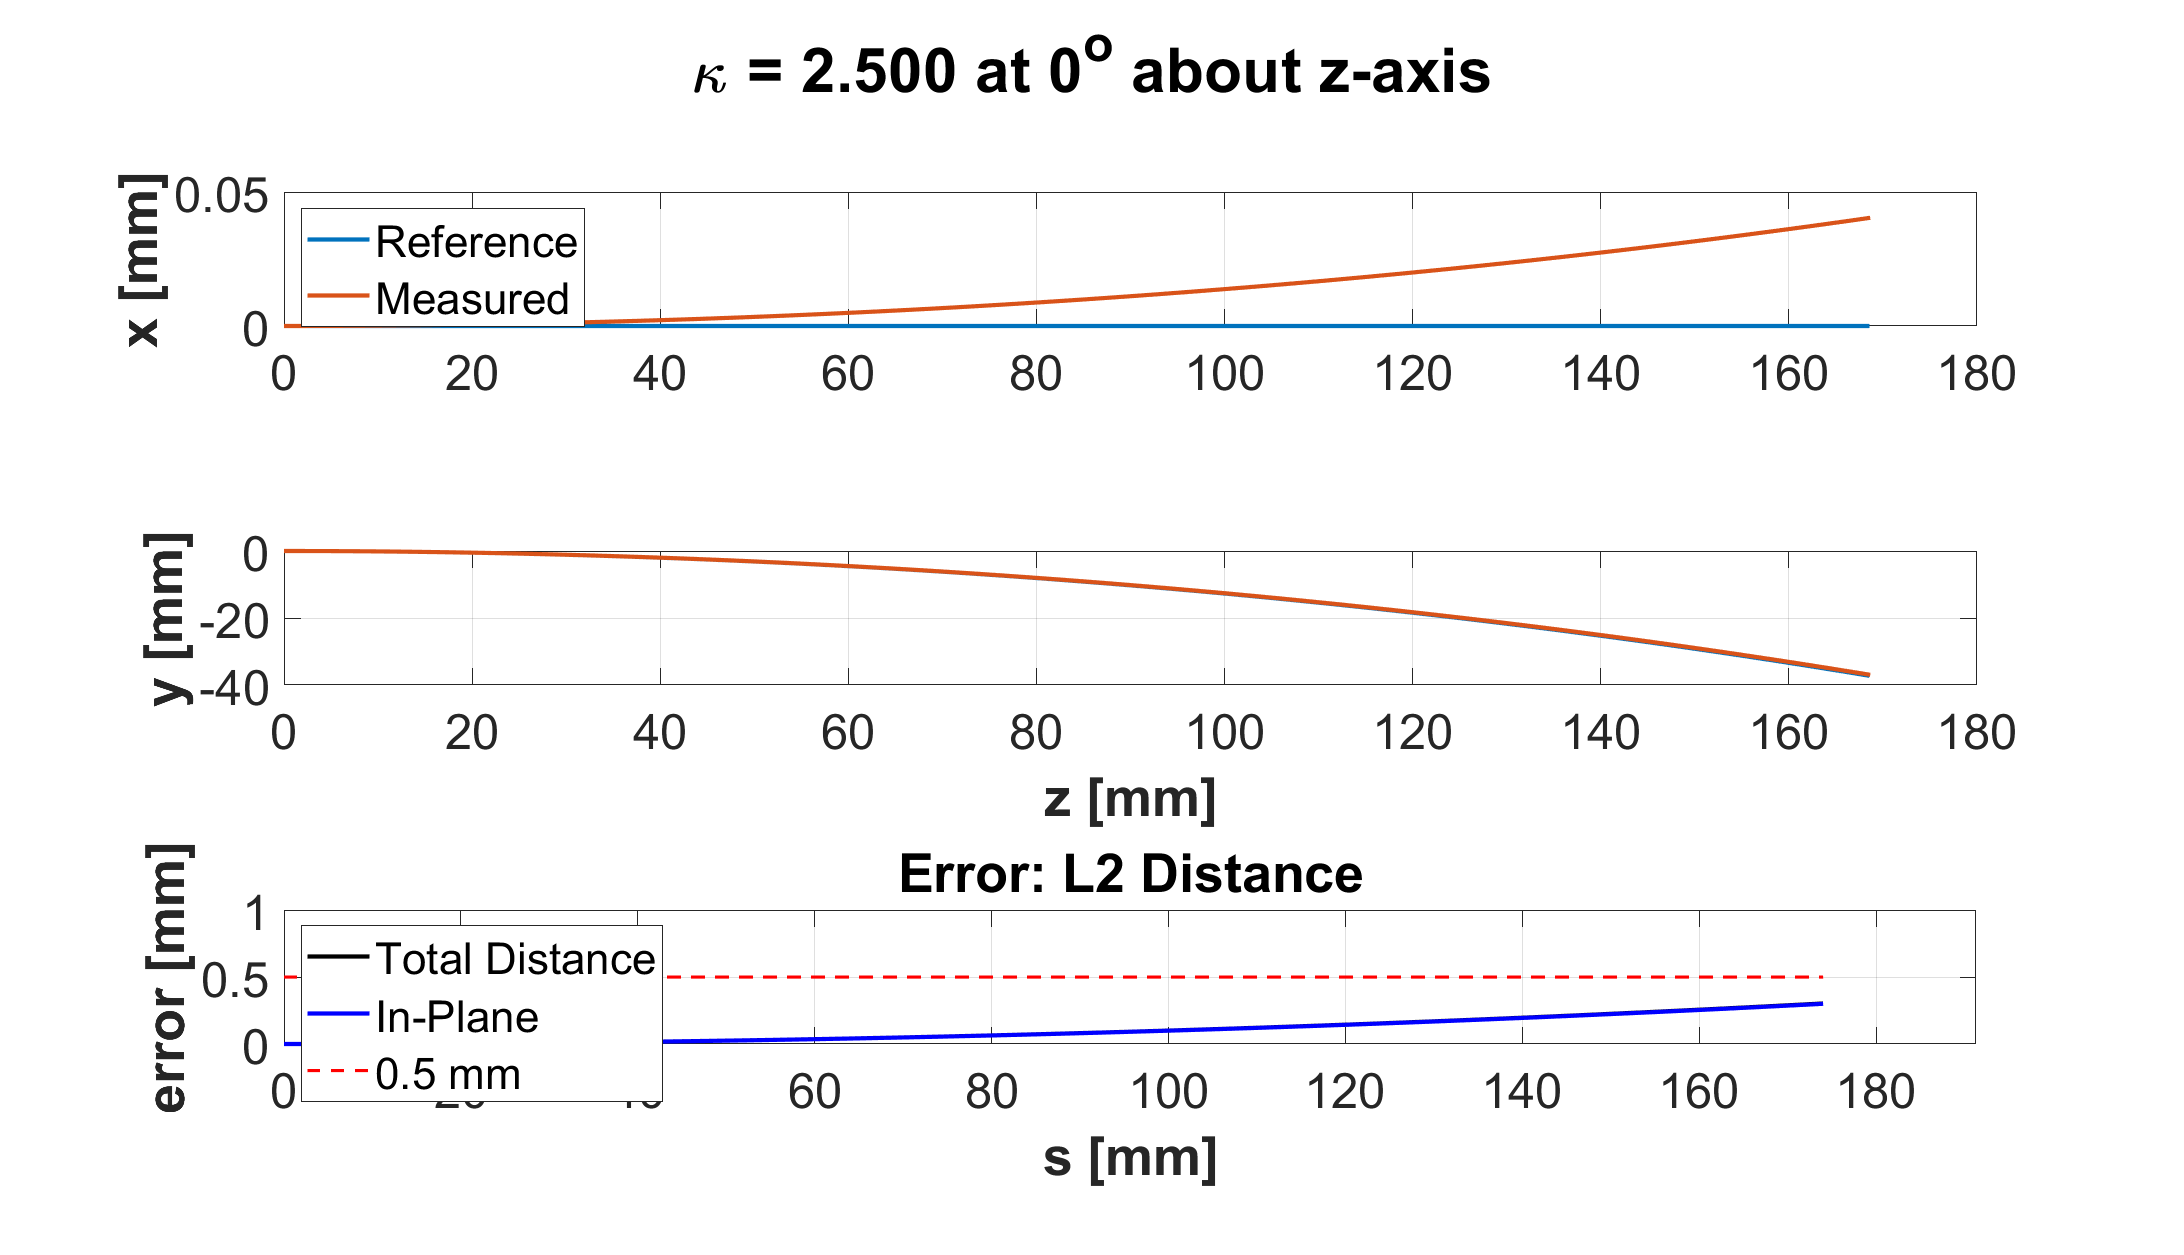 κ = 2.500 at 0° about z-axis
x [mm]
0.05
0
Reference
Measured
0 20 40 60 80 100 120 140 160 180
y [mm]
0
-20
-40
0 20 40 60 80 100 120 140 160 180
z [mm]
Error: L2 Distance
error [mm]
1
0.5
0
Total Distance
In-Plane
0.5 mm
0 60 80 100 120 140 160 180
s [mm]